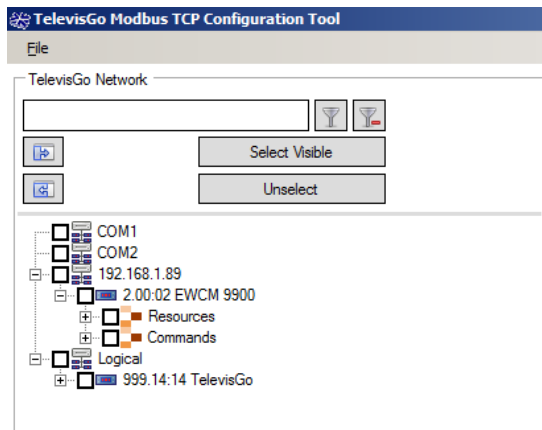 TelevisGo Modbus TCP Configuration Tool
File
TelevisGo Network
Select Visible
Unselect
COM1
COM2
192.168.1.89
2.00:02 EWCM 9900
Resources
Commands
Logical
999.14:14 TelevisGo